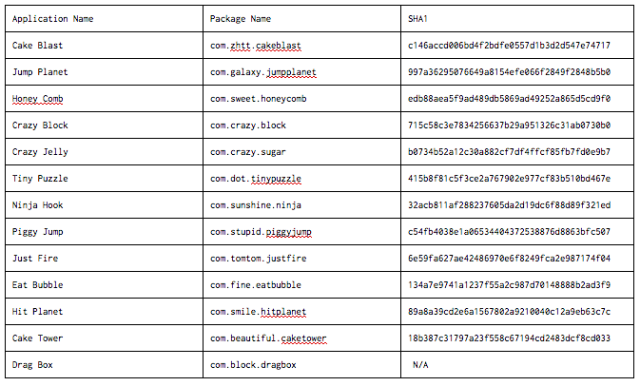 Application Name Package Name SHA1
Cake Blast com.zhtt.cakeblast c146accd006bd4f2bdfe0557d1b3d2d547e74717
Jump Planet com.galaxy.jumpplanet 997a36295076649a8154efe066f2849f2848b5b0
Honey Comb com.sweet.honeycomb edb88aea5f9ad489db5869ad49252a865d5cd9f0
Crazy Block com.crazy.block 715c58c3e7834256637b29a951326c31ab0730b0
Crazy Jelly com.crazy.sugar b0734b52a12c30a882cf7df4ffcf85fb7fd0e9b7
Tiny Puzzle com.dot.tinypuzzle 415b8f81c5f3ce2a767902e977cf83b510bd467e
Ninja Hook com.sunshine.ninja 32acb811af288237605da2d19dc6f88d89f321ed
Piggy Jump com.stupid.piggyjump c54fb4038e1a06534404372538876d8863bfc507
Just Fire com.tomtom.justfire 6e59fa627ae42486970e6f8249fca2e987174f04
Eat Bubble com.fine.eatbubble 134a7e9741a1237f55a2c987d70148888b2ad3f9
Hit Planet com.smile.hitplanet 89a8a39cd2e6a1567802a9210040c12a9eb63c7c
Cake Tower com.beautiful.caketower 18b387c31797a23f558c67194cd2483dcf8cd033
Drag Box com.block.dragbox N/A